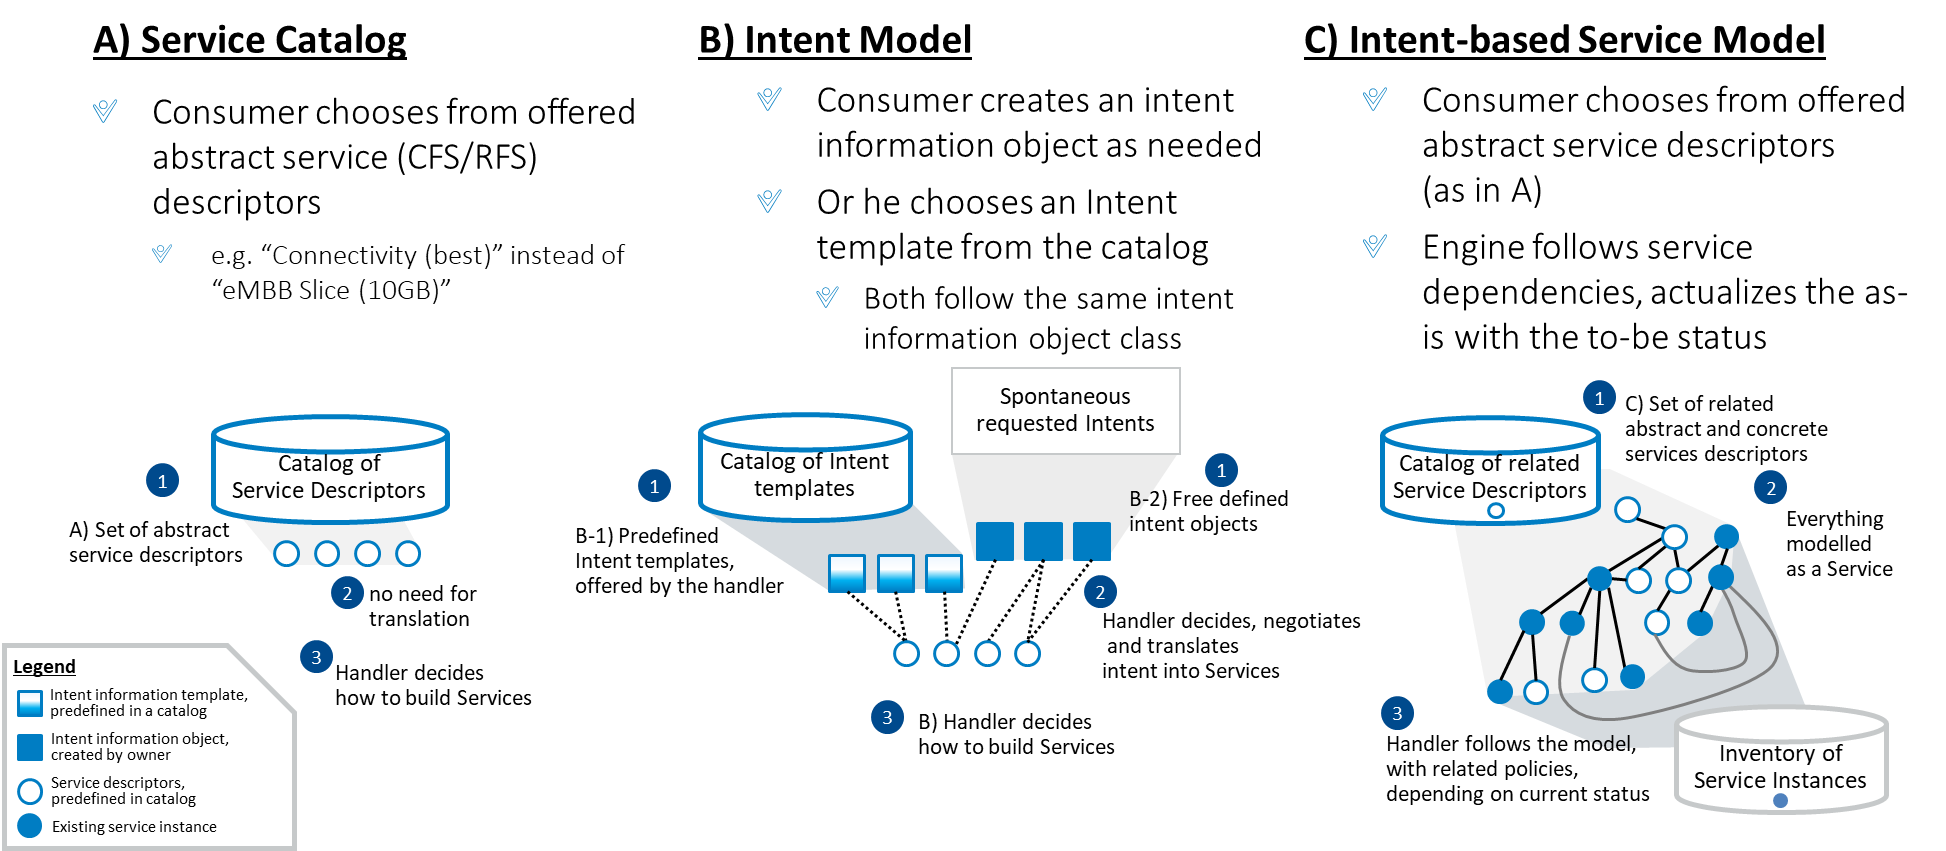 A) Service Catalog
Consumer chooses from offered
abstract service (CFS/RFS)
descriptors
e.g. “Connectivity (best)” instead of
“eMBB Slice (10GB)”
Catalog of
Service Descriptors
1
A) Set of abstract
service descriptors
2
no need for
translation
3
Handler decides
how to build Services
Legend
Intent information template,
predefined in a catalog
Intent information object,
created by owner
Service descriptors,
predefined in catalog
Existing service instance
B) Intent Model
Consumer creates an intent
information object as needed
Or he chooses an Intent
template from the catalog
Both follow the same intent
information object class
Spontaneous
requested Intents
Catalog of Intent
templates
1
B-1) Predefined
Intent templates,
offered by the handler
1
B-2) Free defined
intent objects
2
Handler decides, negotiates
and translates
intent into Services
3
B) Handler decides
how to build Services
C) Intent-based Service Model
Consumer chooses from offered
abstract service descriptors
(as in A)
Engine follows service
dependencies, actualizes the as-
is with the to-be status
1
C) Set of related
abstract and concrete
services descriptors
Catalog of related
Service Descriptors
2
Everything
modelled
as a Service
3
Handler follows the model,
with related policies,
depending on current status
Inventory of
Service Instances